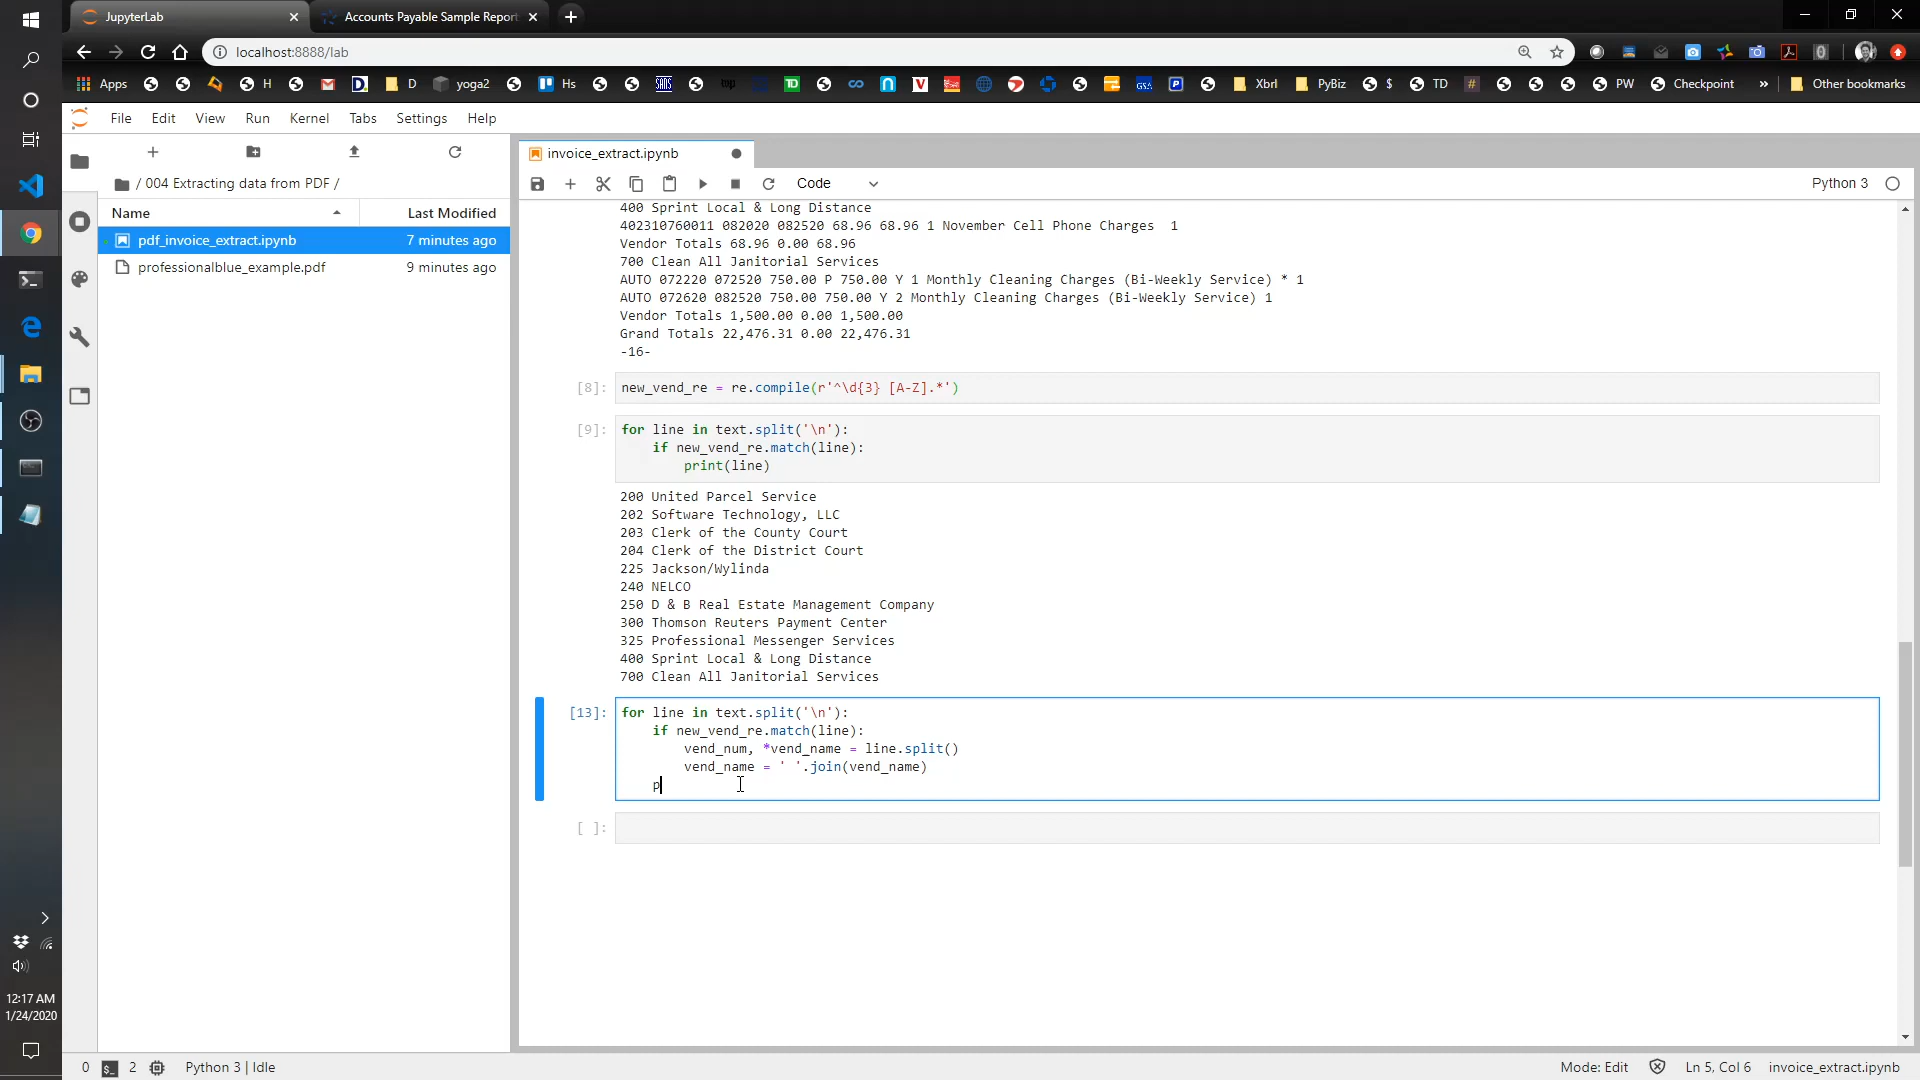 JupyterLab
Accounts Payable Sample Report
localhost:8888/lab
Apps
H
D
yoga2
Hs
TD
Xbrl
PyBiz
$
TD
PW
Checkpoint
»
Other bookmarks
File Edit View Run Kernel Tabs Settings Help
/ 004 Extracting data from PDF /
Name
Last Modified
pdf_invoice_extract.ipynb
7 minutes ago
professionalblue_example.pdf
9 minutes ago
invoice_extract.ipynb
Code
Python 3
400 Sprint Local & Long Distance
402310760011 082020 082520 68.96 68.96 1 November Cell Phone Charges  1
Vendor Totals 68.96 0.00 68.96
700 Clean All Janitorial Services
AUTO 072220 072520 750.00 P 750.00 Y 1 Monthly Cleaning Charges (Bi-Weekly Service) * 1
AUTO 072620 082520 750.00 750.00 Y 2 Monthly Cleaning Charges (Bi-Weekly Service) 1
Vendor Totals 1,500.00 0.00 1,500.00
Grand Totals 22,476.31 0.00 22,476.31
-16-
[8]: new_vend_re = re.compile(r'^\d{3} [A-Z].*')
[9]: for line in text.split('\n'):
    if new_vend_re.match(line):
        print(line)
200 United Parcel Service
202 Software Technology, LLC
203 Clerk of the County Court
204 Clerk of the District Court
225 Jackson/Wylinda
240 NELCO
250 D & B Real Estate Management Company
300 Thomson Reuters Payment Center
325 Professional Messenger Services
400 Sprint Local & Long Distance
700 Clean All Janitorial Services
[13]: for line in text.split('\n'):
    if new_vend_re.match(line):
        vend_num, *vend_name = line.split()
        vend_name = ' '.join(vend_name)
    p
[ ]:
12:17 AM
1/24/2020
0
2
Python 3 | Idle
Mode: Edit
Ln 5, Col 6
invoice_extract.ipynb